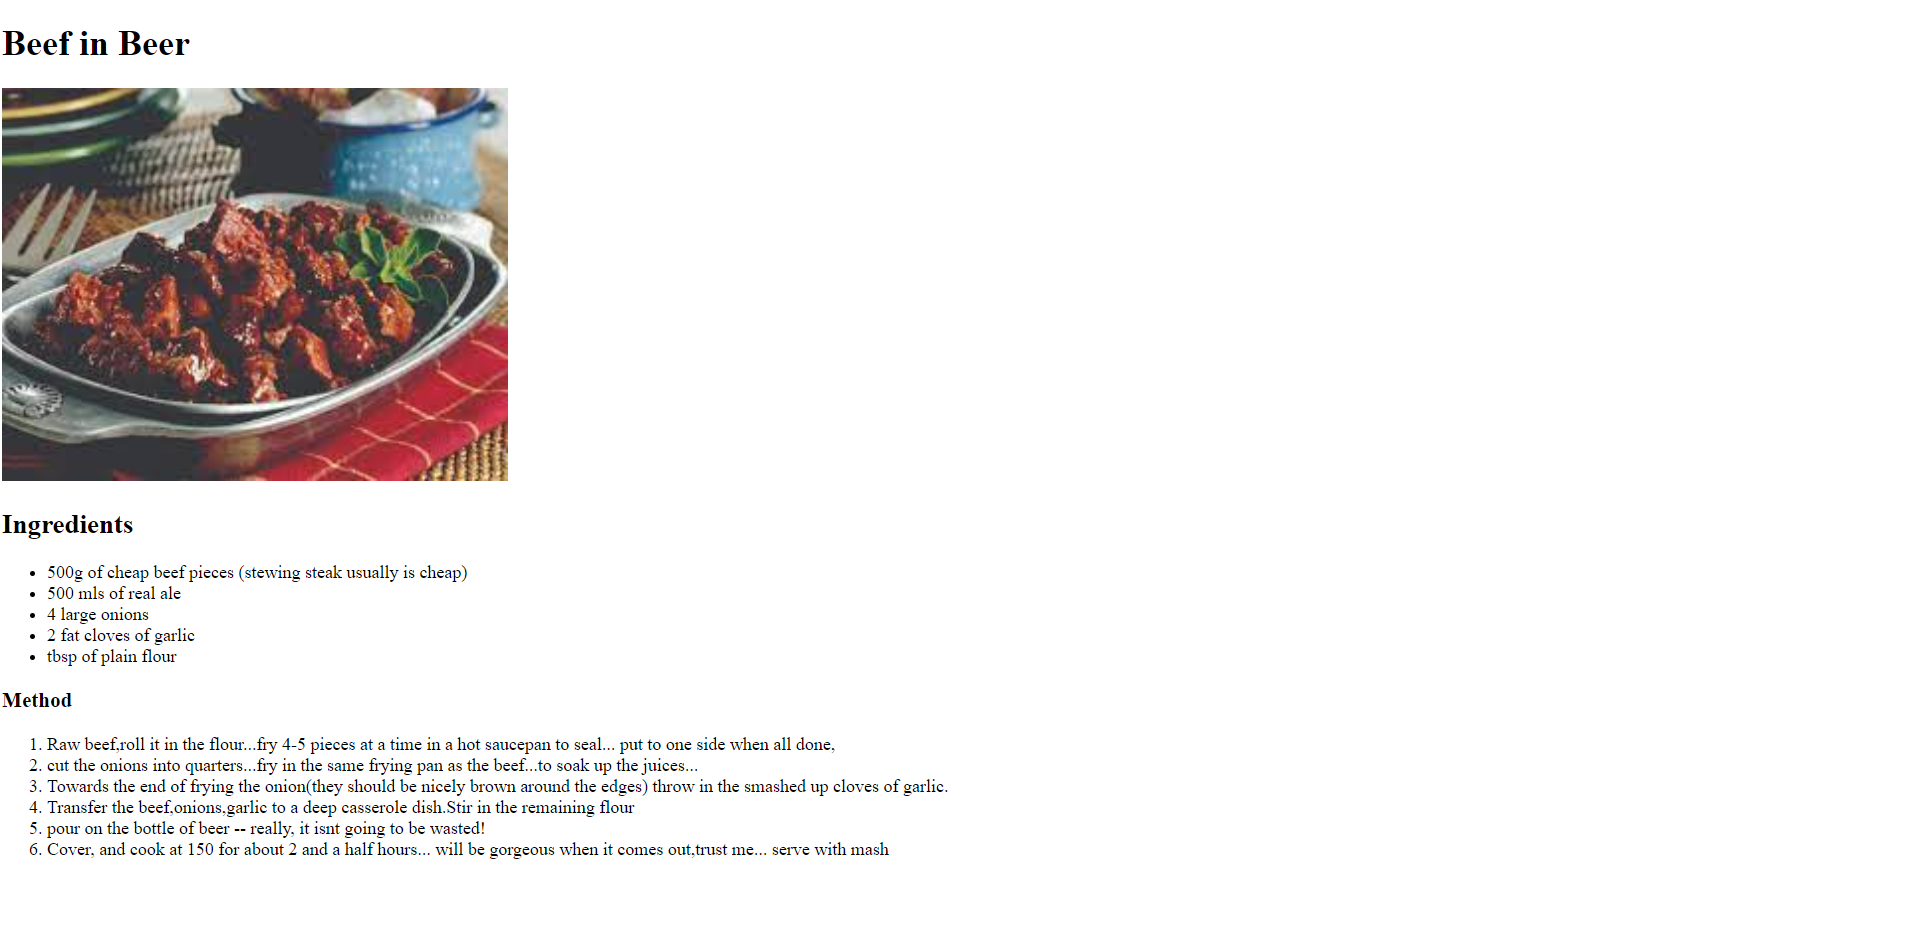 Beef in Beer
Ingredients
500g of cheap beef pieces (stewing steak usually is cheap)
500 mls of real ale
4 large onions
2 fat cloves of garlic
tbsp of plain flour
Method
1. Raw beef,roll it in the flour...fry 4-5 pieces at a time in a hot saucepan to seal... put to one side when all done,
2. cut the onions into quarters...fry in the same frying pan as the beef...to soak up the juices...
3. Towards the end of frying the onion(they should be nicely brown around the edges) throw in the smashed up cloves of garlic.
4. Transfer the beef,onions,garlic to a deep casserole dish.Stir in the remaining flour
5. pour on the bottle of beer -- really, it isnt going to be wasted!
6. Cover, and cook at 150 for about 2 and a half hours... will be gorgeous when it comes out,trust me... serve with mash